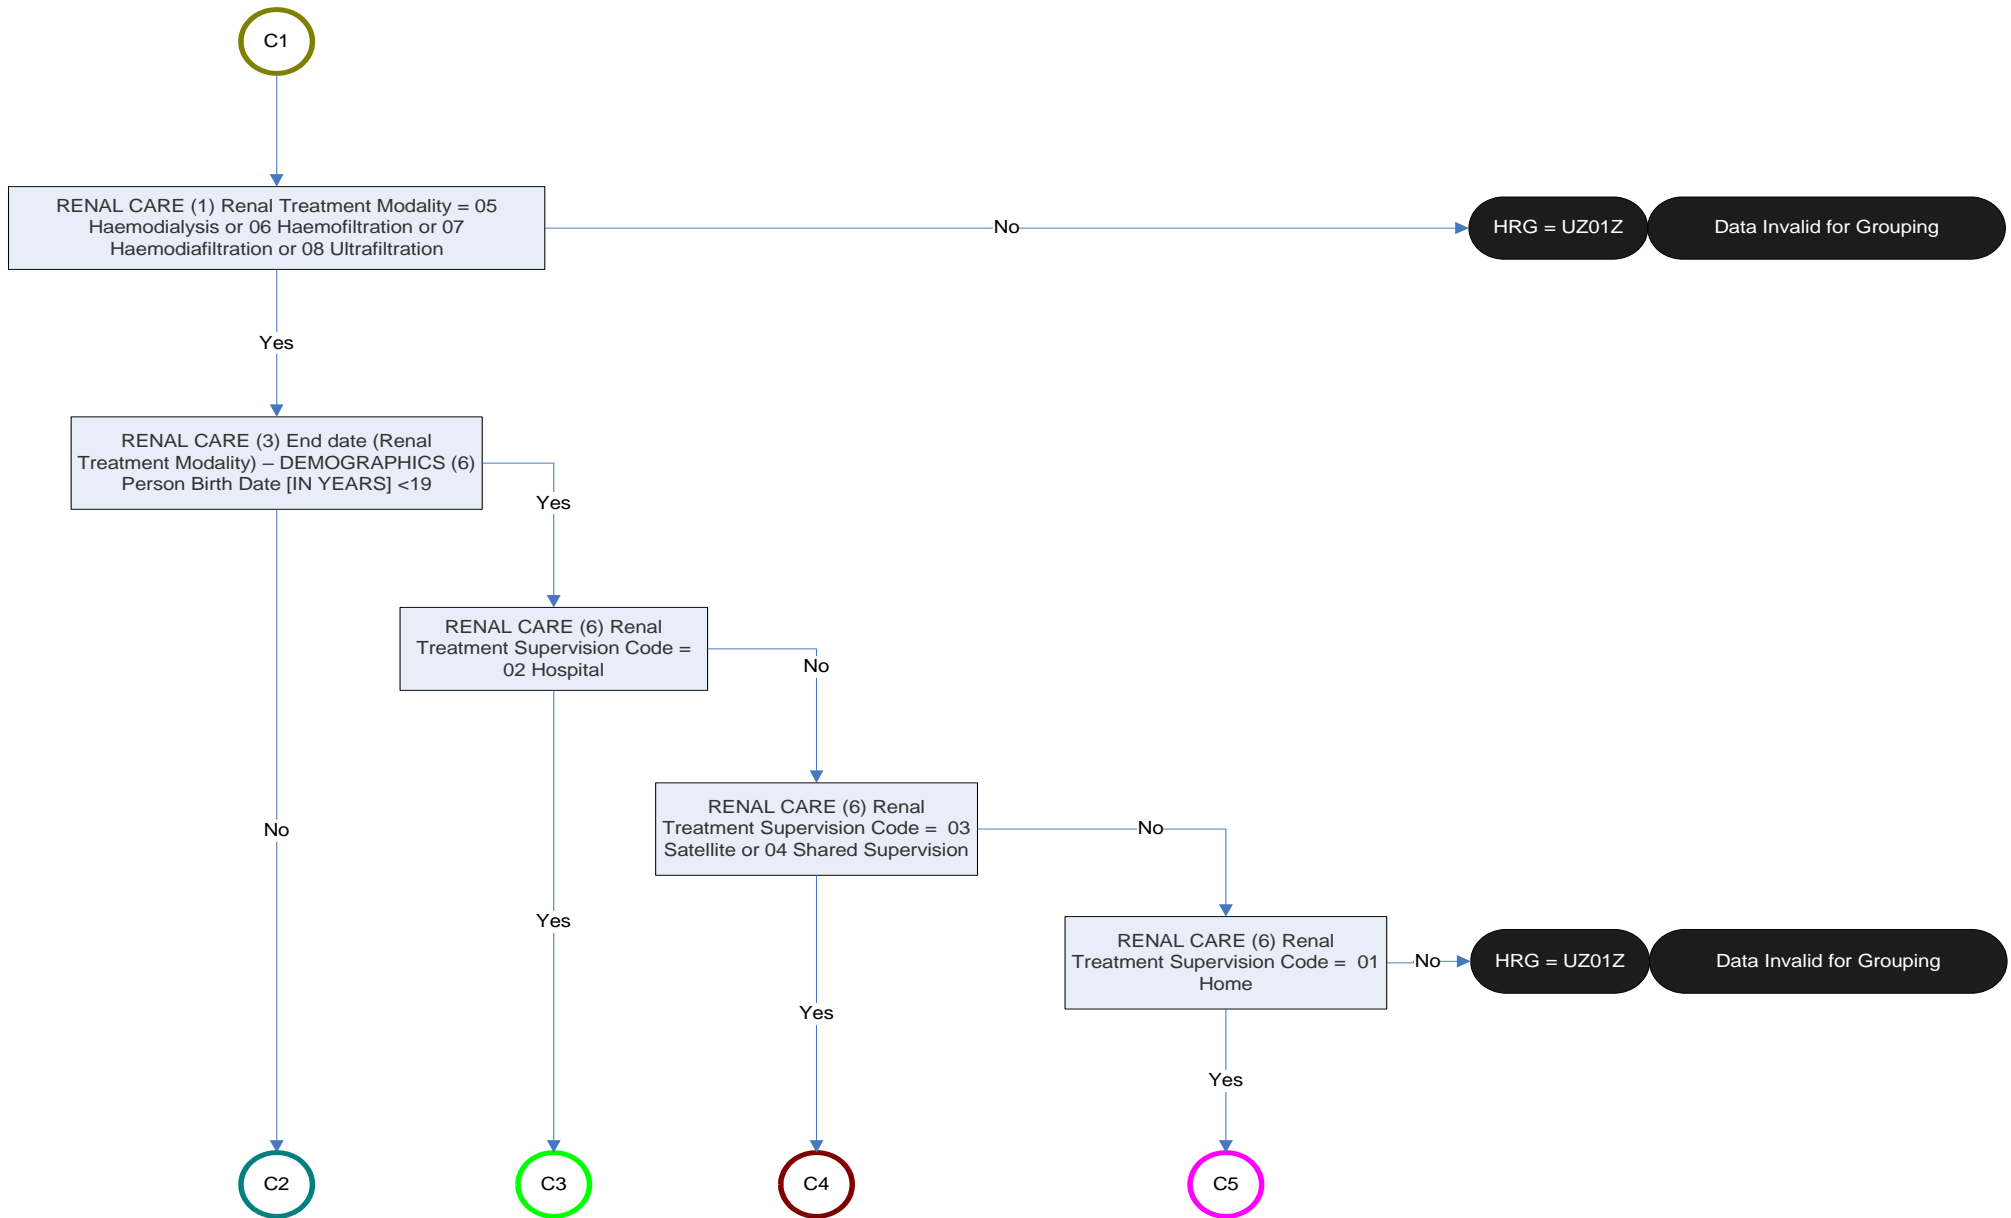 C1
RENAL CARE (1) Renal Treatment Modality = 05
Haemodialysis or 06 Haemofiltration or 07
Haemodiafiltration or 08 Ultrafiltration
No
HRG = UZ01Z
Data Invalid for Grouping
Yes
RENAL CARE (3) End date (Renal
Treatment Modality) – DEMOGRAPHICS (6)
Person Birth Date [IN YEARS] <19
Yes
RENAL CARE (6) Renal
Treatment Supervision Code =
02 Hospital
No
RENAL CARE (6) Renal
Treatment Supervision Code = 03
Satellite or 04 Shared Supervision
No
No
Yes
RENAL CARE (6) Renal
Treatment Supervision Code = 01
Home
No
HRG = UZ01Z
Data Invalid for Grouping
Yes
Yes
C2
C3
C4
C5